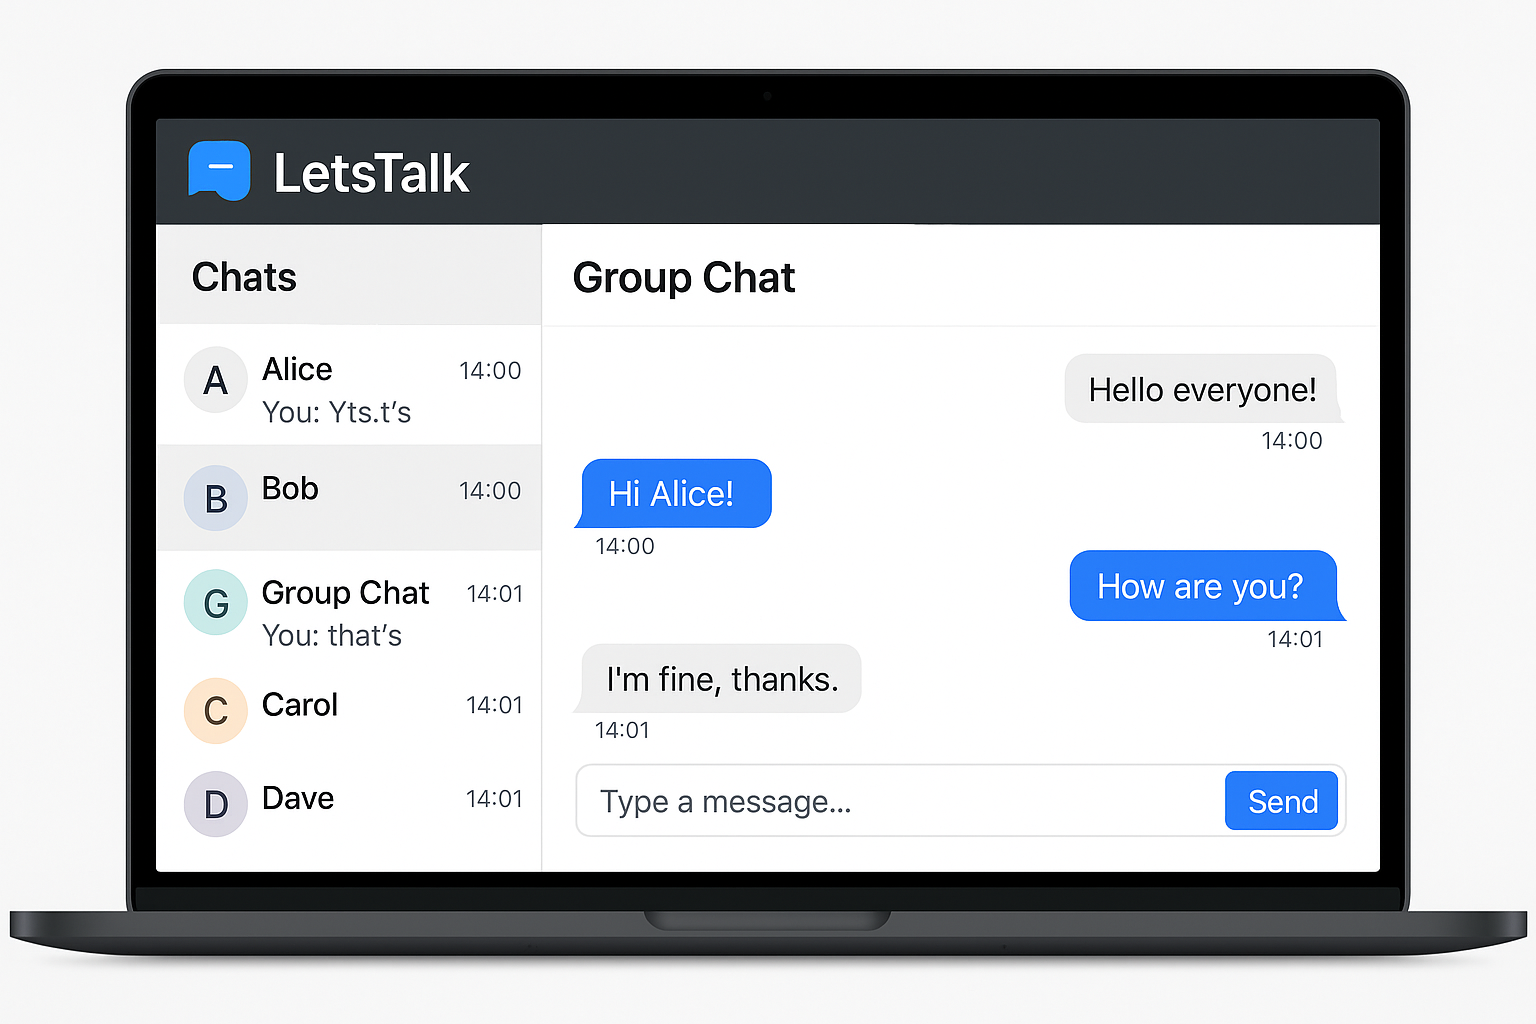 LetsTalk
Chats
A
Alice
14:00
You: Yts.t’s
B
Bob
14:00
G
Group Chat
14:01
You: that’s
C
Carol
14:01
D
Dave
14:01
Group Chat
Hello everyone!
14:00
Hi Alice!
14:00
How are you?
14:01
I'm fine, thanks.
14:01
Type a message...
Send